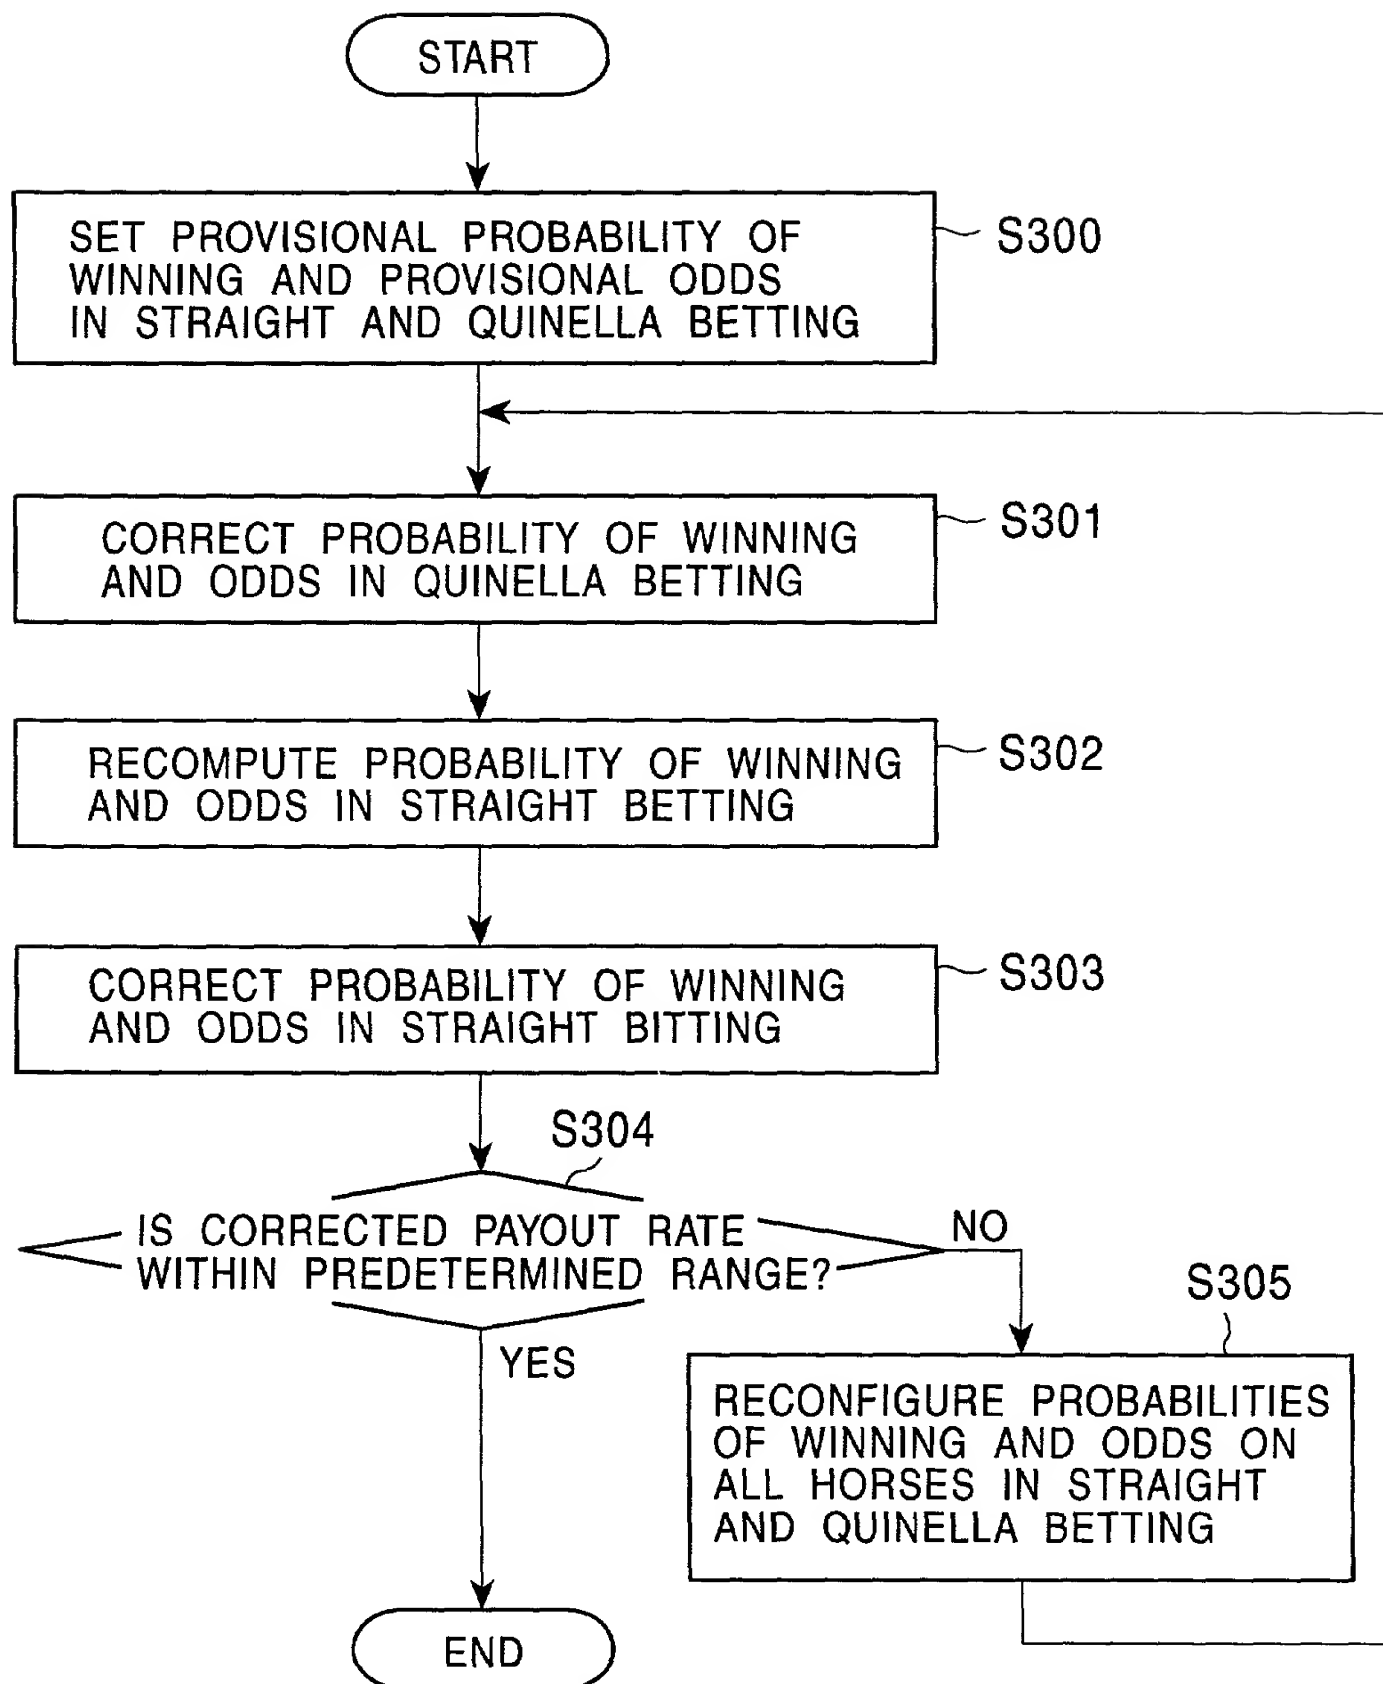 START
SET PROVISIONAL PROBABILITY OF
WINNING AND PROVISIONAL ODDS
IN STRAIGHT AND QUINELLA BETTING
S300
CORRECT PROBABILITY OF WINNING
AND ODDS IN QUINELLA BETTING
S301
RECOMPUTE PROBABILITY OF WINNING
AND ODDS IN STRAIGHT BETTING
S302
CORRECT PROBABILITY OF WINNING
AND ODDS IN STRAIGHT BITTING
S303
S304
IS CORRECTED PAYOUT RATE
WITHIN PREDETERMINED RANGE?
NO
YES
S305
RECONFIGURE PROBABILITIES
OF WINNING AND ODDS ON
ALL HORSES IN STRAIGHT
AND QUINELLA BETTING
END